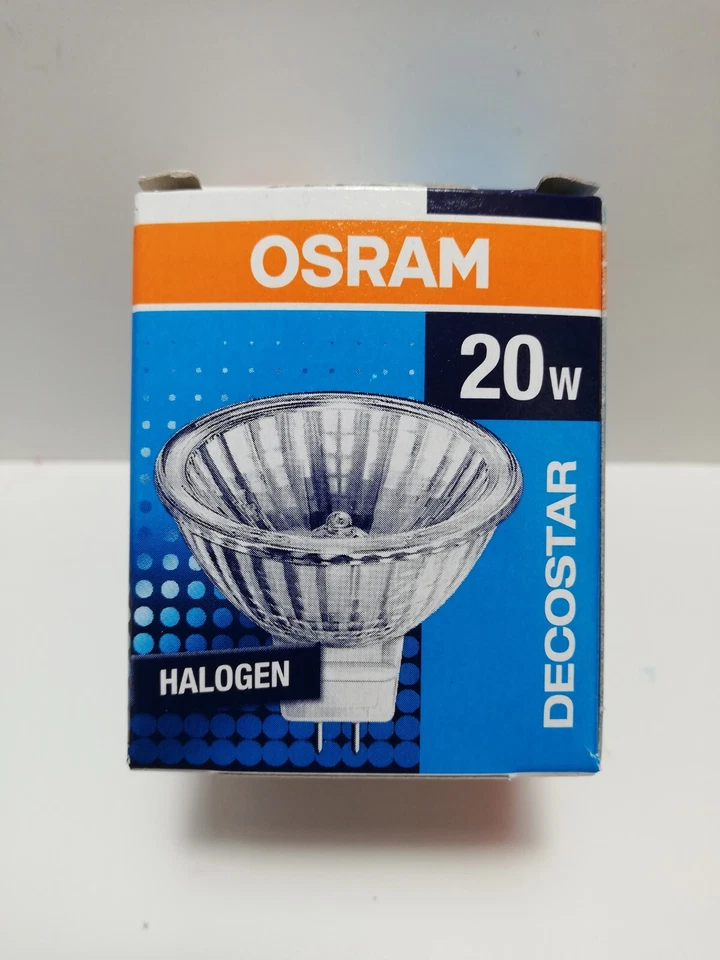 OSRAM
20W
DECOSTAR
HALOGEN